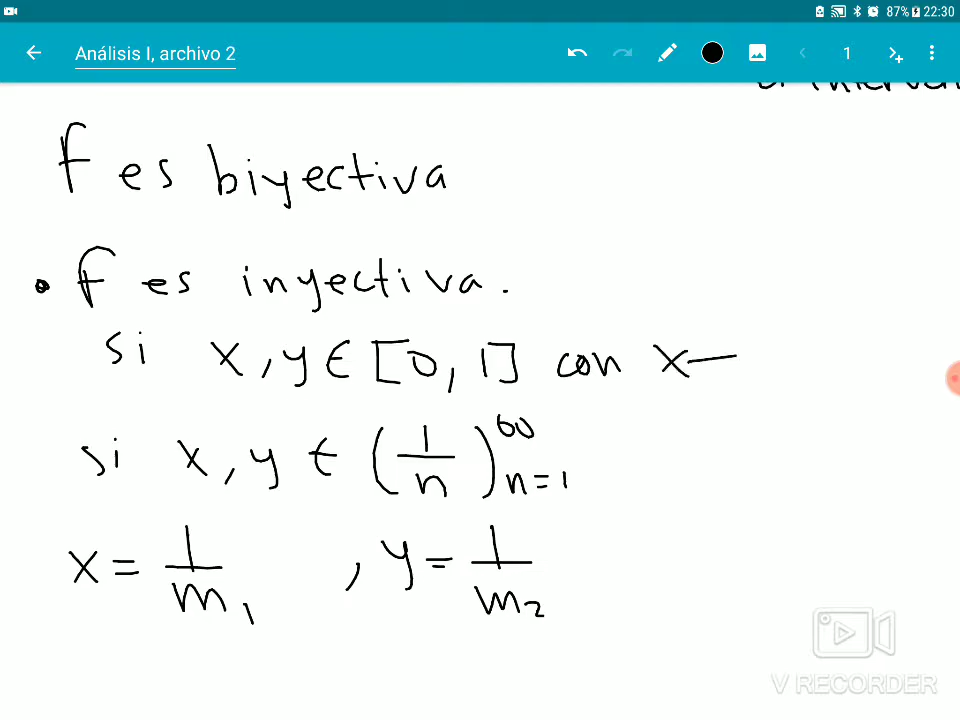 87% 22:30
Análisis I, archivo 2
1
f es biyectiva
• f es inyectiva.
si x, y ∈ [0, 1] con x—
si x, y ∈ (1/n)_{n=1}^∞
x = 1/m₁ , y = 1/m₂
V RECORDER